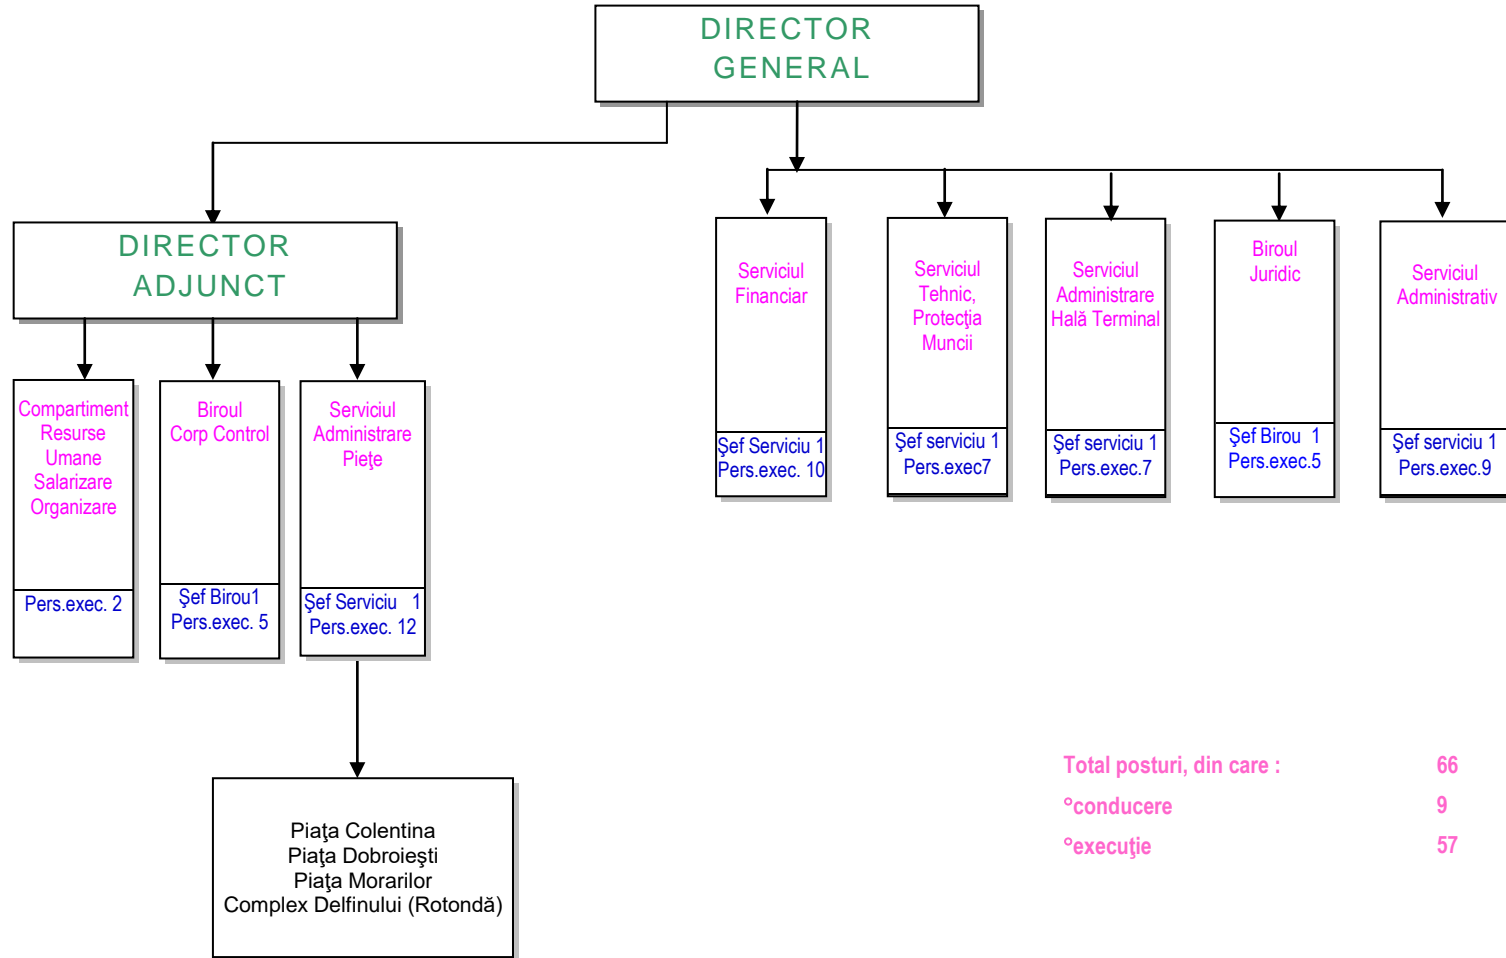 DIRECTOR
GENERAL
DIRECTOR
ADJUNCT
Serviciul
Financiar
Şef Serviciu 1
Pers.exec. 10
Serviciul
Tehnic,
Protecţia
Muncii
Şef serviciu 1
Pers.exec7
Serviciul
Administrare
Hală Terminal
Şef serviciu 1
Pers.exec.7
Biroul
Juridic
Şef Birou 1
Pers.exec.5
Serviciul
Administrativ
Şef serviciu 1
Pers.exec.9
Compartiment
Resurse
Umane
Salarizare
Organizare
Pers.exec. 2
Biroul
Corp Control
Şef Birou1
Pers.exec. 5
Serviciul
Administrare
Pieţe
Şef Serviciu 1
Pers.exec. 12
Piaţa Colentina
Piaţa Dobroieşti
Piaţa Morarilor
Complex Delfinului (Rotondă)
Total posturi, din care : 66
°conducere 9
°execuţie 57